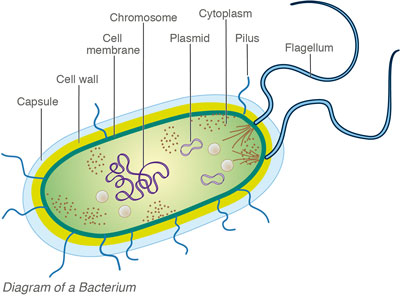 Chromosome
Cytoplasm
Cell
membrane
Plasmid
Pilus
Flagellum
Cell wall
Capsule
Diagram of a Bacterium